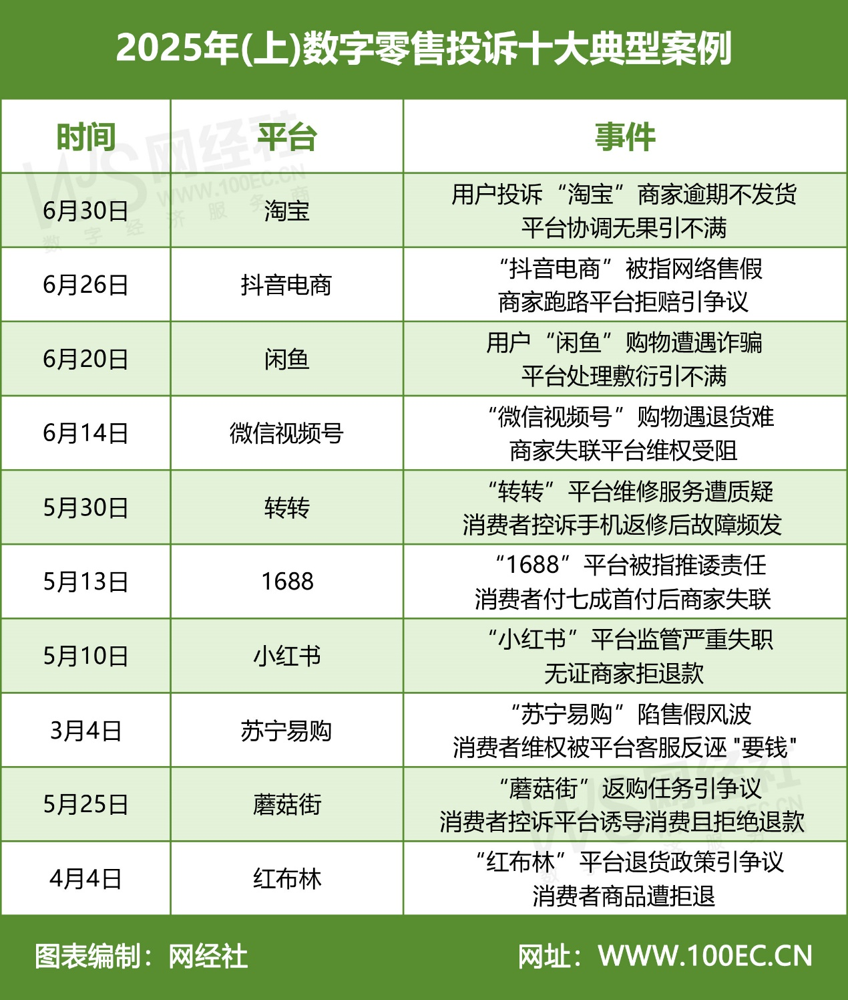 2025年(上)数字零售投诉十大典型案例
时间 平台 事件
6月30日 淘宝 用户投诉“淘宝”商家逾期不发货
平台协调无果引不满
6月26日 抖音电商 “抖音电商”被指网络售假
商家跑路平台拒赔引争议
6月20日 闲鱼 用户“闲鱼”购物遭遇诈骗
平台处理敷衍引不满
6月14日 微信视频号 “微信视频号”购物遇退货难
商家失联平台维权受阻
5月30日 转转 “转转”平台维修服务遭质疑
消费者控诉手机返修后故障频发
5月13日 1688 “1688”平台被指推诿责任
消费者付七成首付后商家失联
5月10日 小红书 “小红书”平台监管严重失职
无证商家拒退款
3月4日 苏宁易购 “苏宁易购”陷售假风波
消费者维权被平台客服反诬 "要钱"
5月25日 蘑菇街 “蘑菇街”返购任务引争议
消费者控诉平台诱导消费且拒绝退款
4月4日 红布林 “红布林”平台退货政策引争议
消费者商品遭拒退
图表编制：网经社 网址：WWW.100EC.CN
网经社
WWW.100EC.CN
数字经济服务商